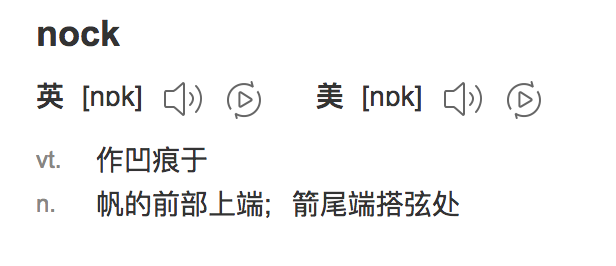 nock
英 [nɒk] 美 [nɒk]
vt. 作凹痕于
n. 帆的前部上端；箭尾端搭弦处